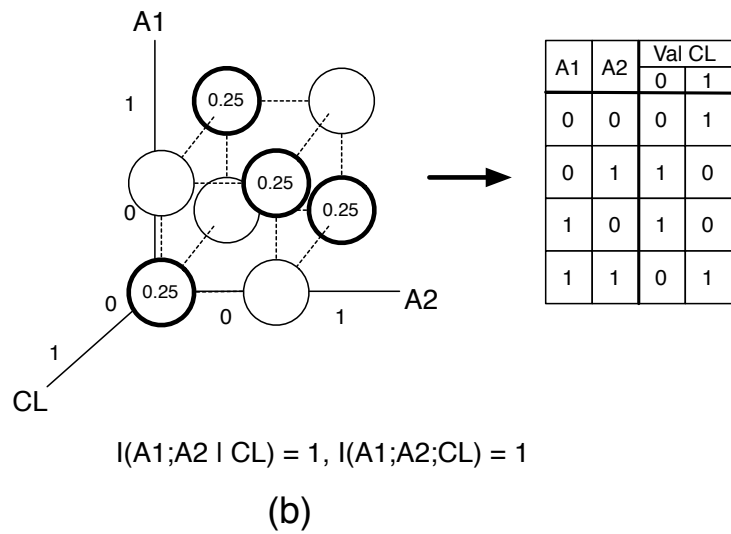 A1
1
0
0
1
CL
0.25
0.25
0.25
0.25
0
1
A2
A1 A2 Val CL
0 1
0 0 0 1
0 1 1 0
1 0 1 0
1 1 0 1
I(A1;A2 | CL) = 1, I(A1;A2;CL) = 1
(b)